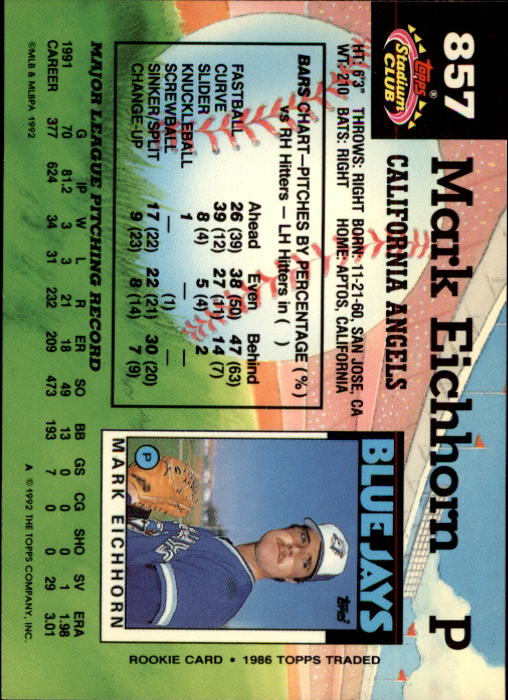 857
Topps®
Stadium
CLUB
Mark Eichhorn P
CALIFORNIA ANGELS
HT: 6'3" THROWS: RIGHT BORN: 11-21-60, SAN JOSE, CA
WT: 210 BATS: RIGHT HOME: APTOS, CALIFORNIA
BARS CHART—PITCHES BY PERCENTAGE (%)
vs RH Hitters — LH Hitters in ( )
Ahead Even Behind
FASTBALL 26 (39) 38 (50) 47 (63)
CURVE 39 (12) 27 (11) 14 (7)
SLIDER 8 (4) 5 (4) 2
KNUCKLEBALL 1 — —
SCREWBALL — (1) —
SINKER/SPLIT 17 (22) 22 (21) 30 (20)
CHANGE-UP 9 (23) 8 (14) 7 (9)
BLUE JAYS
Topps
P
MARK EICHHORN
ROOKIE CARD • 1986 TOPPS TRADED
MAJOR LEAGUE PITCHING RECORD
G IP W L ER SO BB GS CG SHO SV ERA
1991 70 81.2 3 3 18 49 13 0 0 0 1 1.98
CAREER 377 624 34 31 209 473 193 7 0 0 29 3.01
21
232
©MLB & MLBPA 1992
A ©1992 THE TOPPS COMPANY, INC.